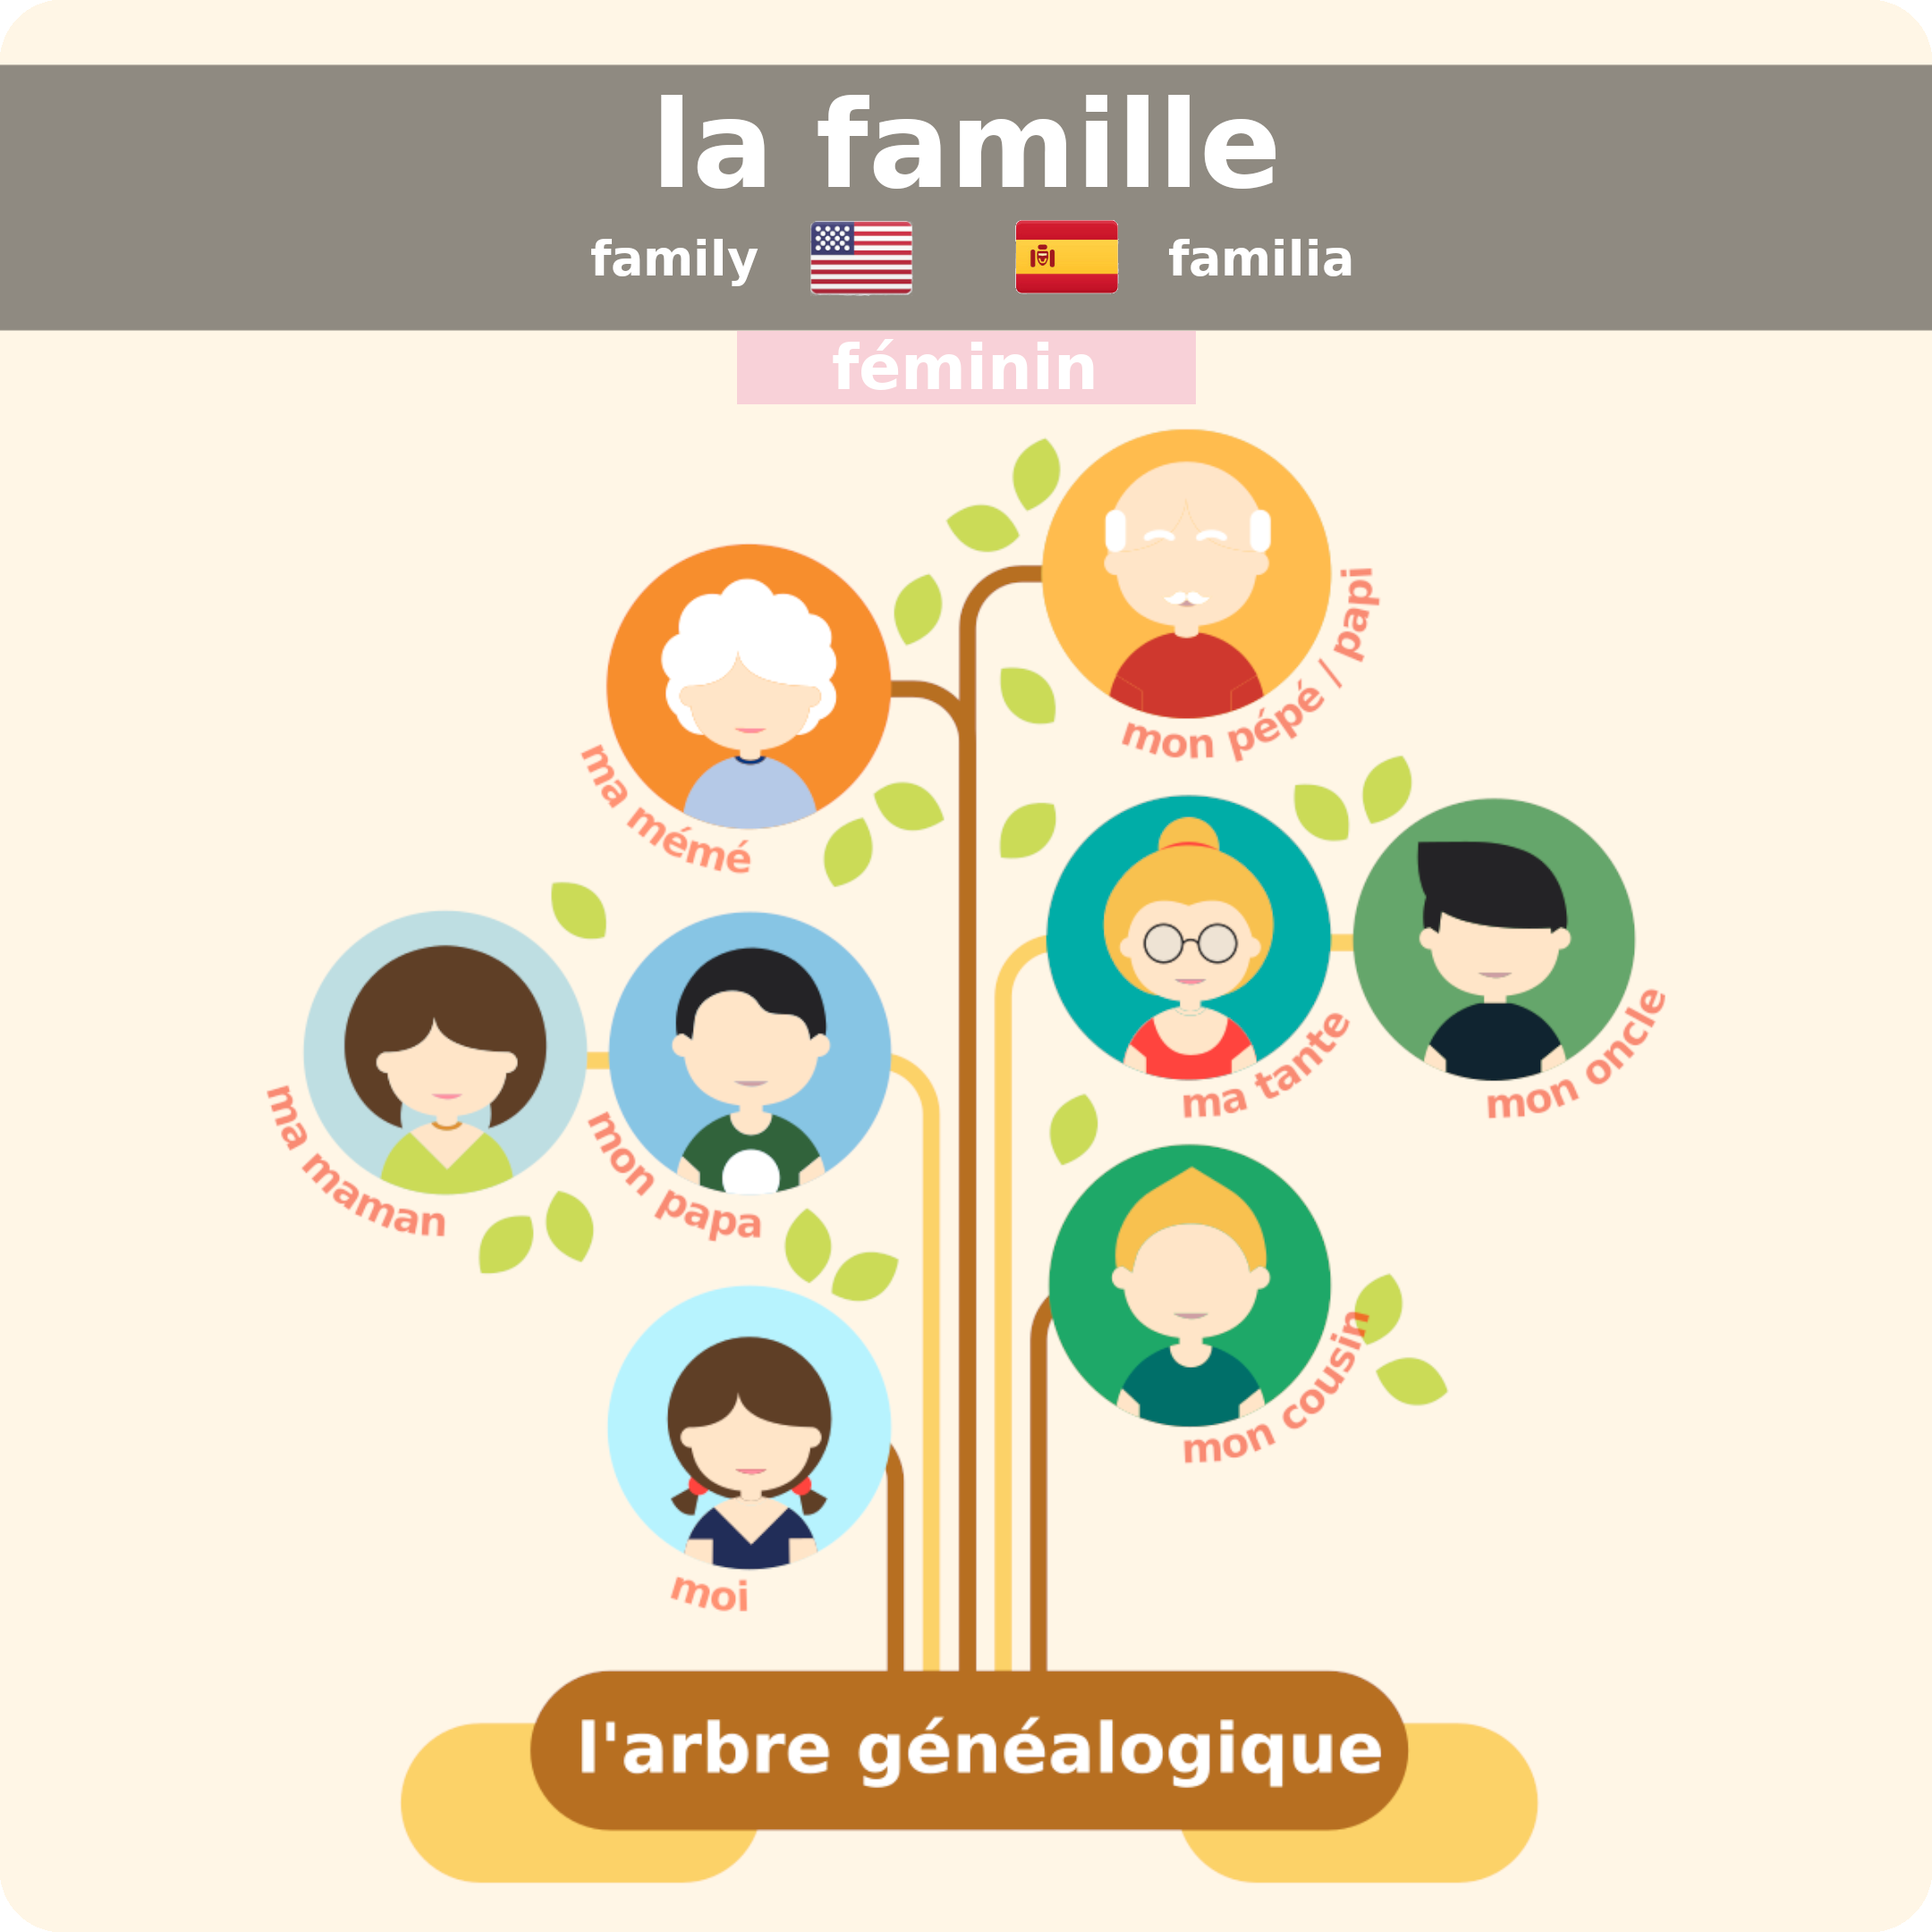 la famille
family
familia
féminin
mon pépé / papi
ma mémé
ma tante
mon oncle
ma maman
mon papa
mon cousin
moi
l'arbre généalogique